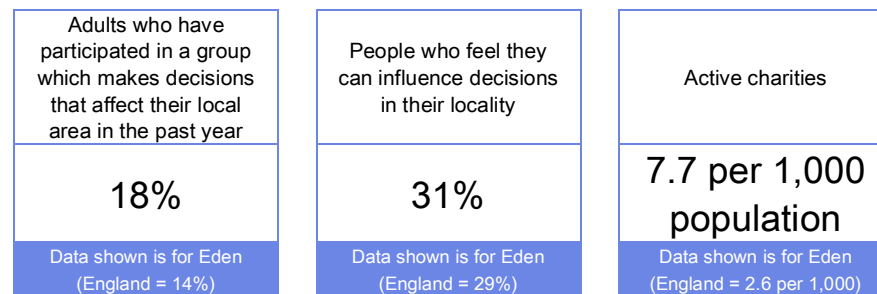 Adults who have
participated in a group
which makes decisions
that affect their local
area in the past year
18%
Data shown is for Eden
(England = 14%)
People who feel they
can influence decisions
in their locality
31%
Data shown is for Eden
(England = 29%)
Active charities
7.7 per 1,000
population
Data shown is for Eden
(England = 2.6 per 1,000)